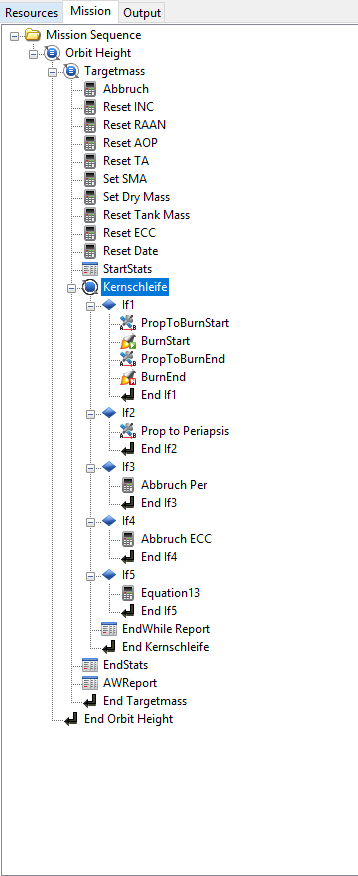 Resources Mission Output
Mission Sequence
Orbit Height
Targetmass
Abbruch
Reset INC
Reset RAAN
Reset AOP
Reset TA
Set SMA
Set Dry Mass
Reset Tank Mass
Reset ECC
Reset Date
StartStats
Kernschleife
If1
PropToBurnStart
BurnStart
PropToBurnEnd
BurnEnd
End If1
If2
Prop to Periapsis
End If2
If3
Abbruch Per
End If3
If4
Abbruch ECC
End If4
If5
Equation13
End If5
EndWhile Report
End Kernschleife
EndStats
AWReport
End Targetmass
End Orbit Height